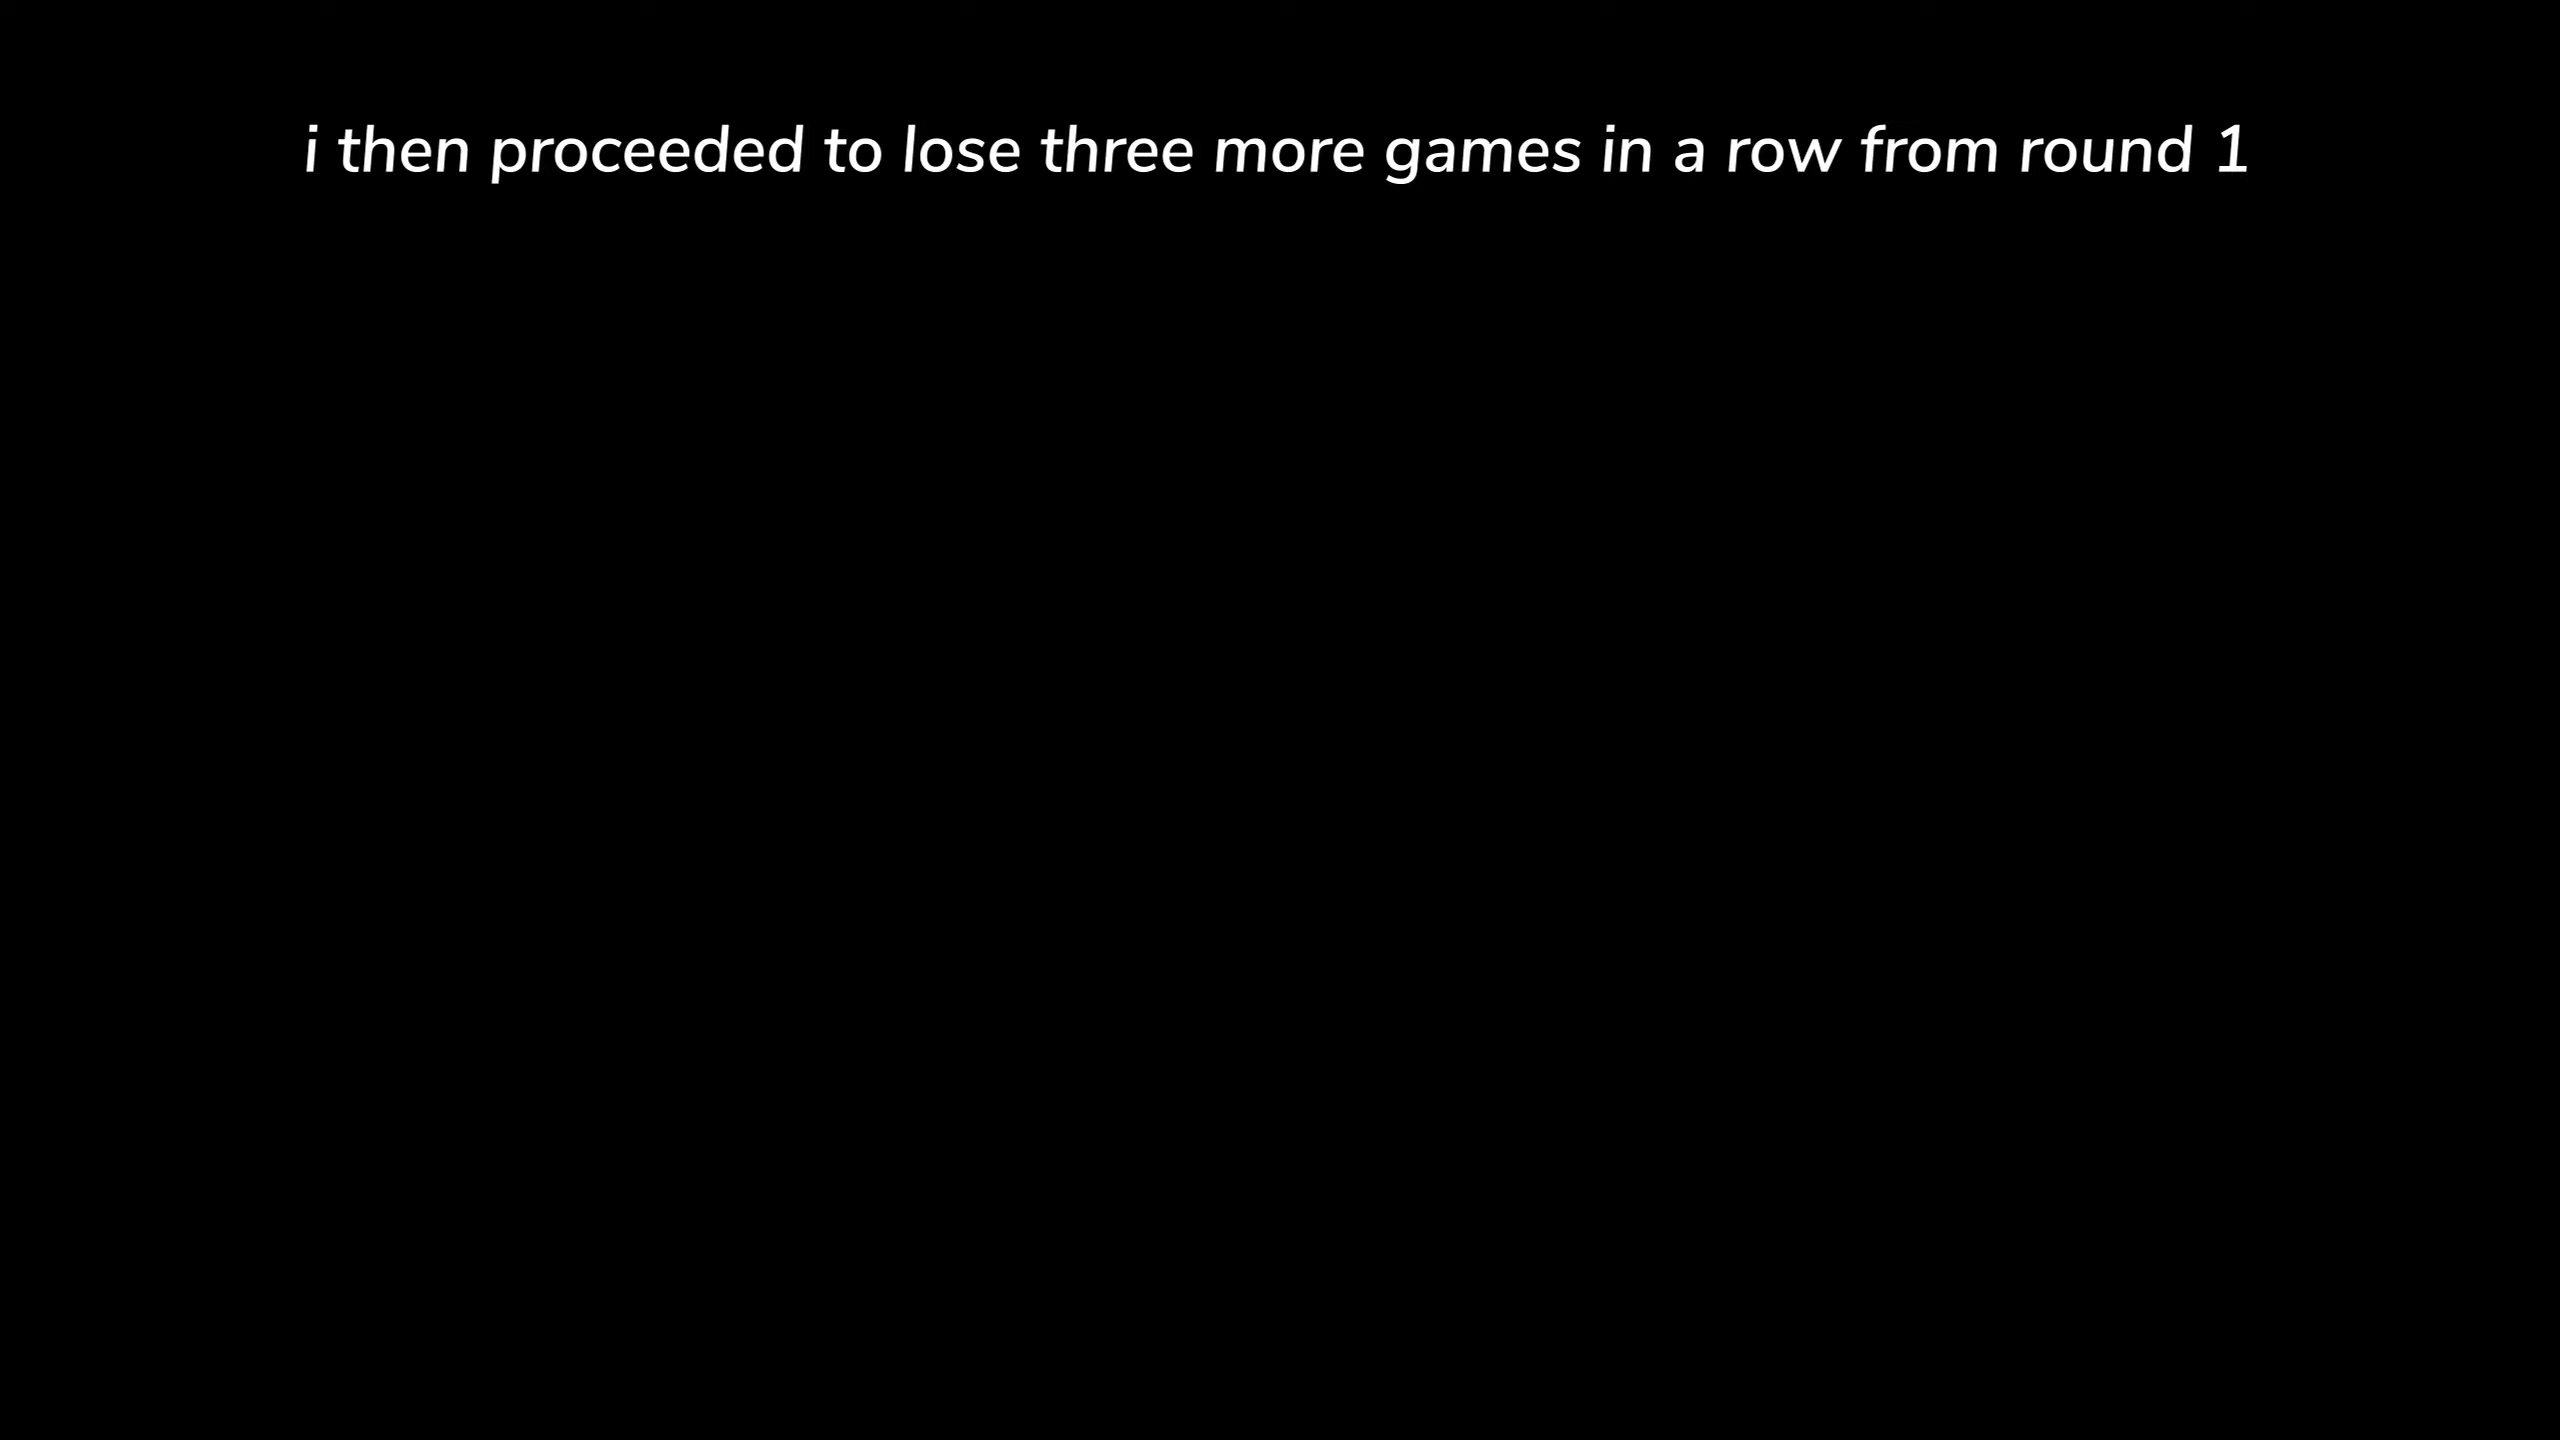 i then proceeded to lose three more games in a row from round 1